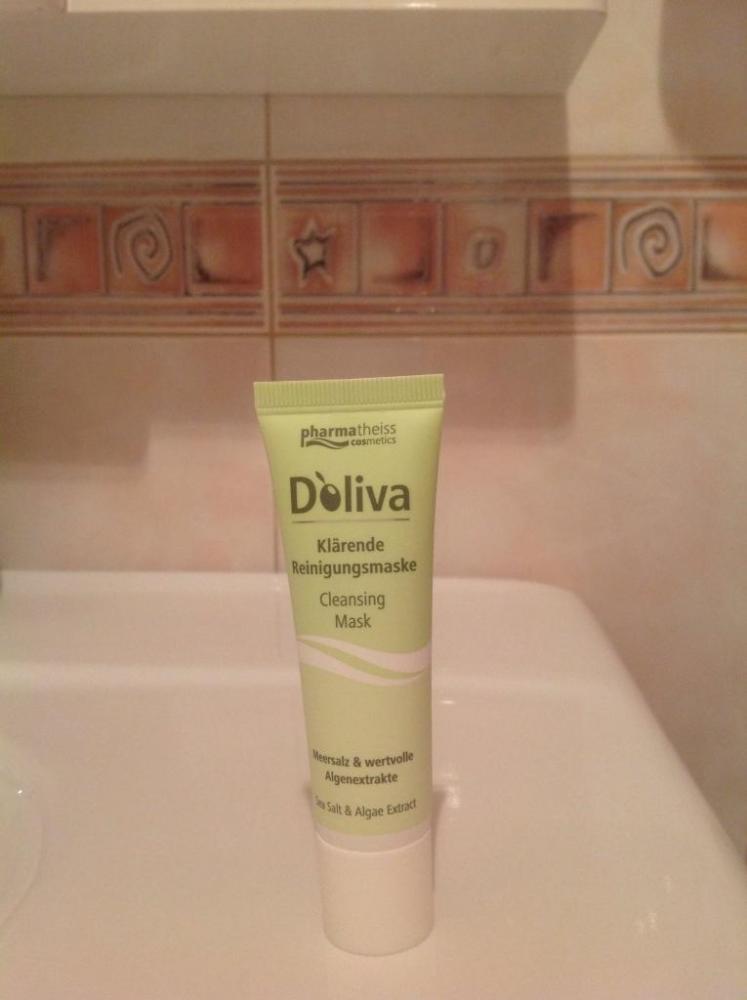 pharmatheiss
cosmetics
D'oliva
Klärende
Reinigungsmaske
Cleansing
Mask
Meersalz & wertvolle
Algenextrakte
Sea Salt & Algae Extract